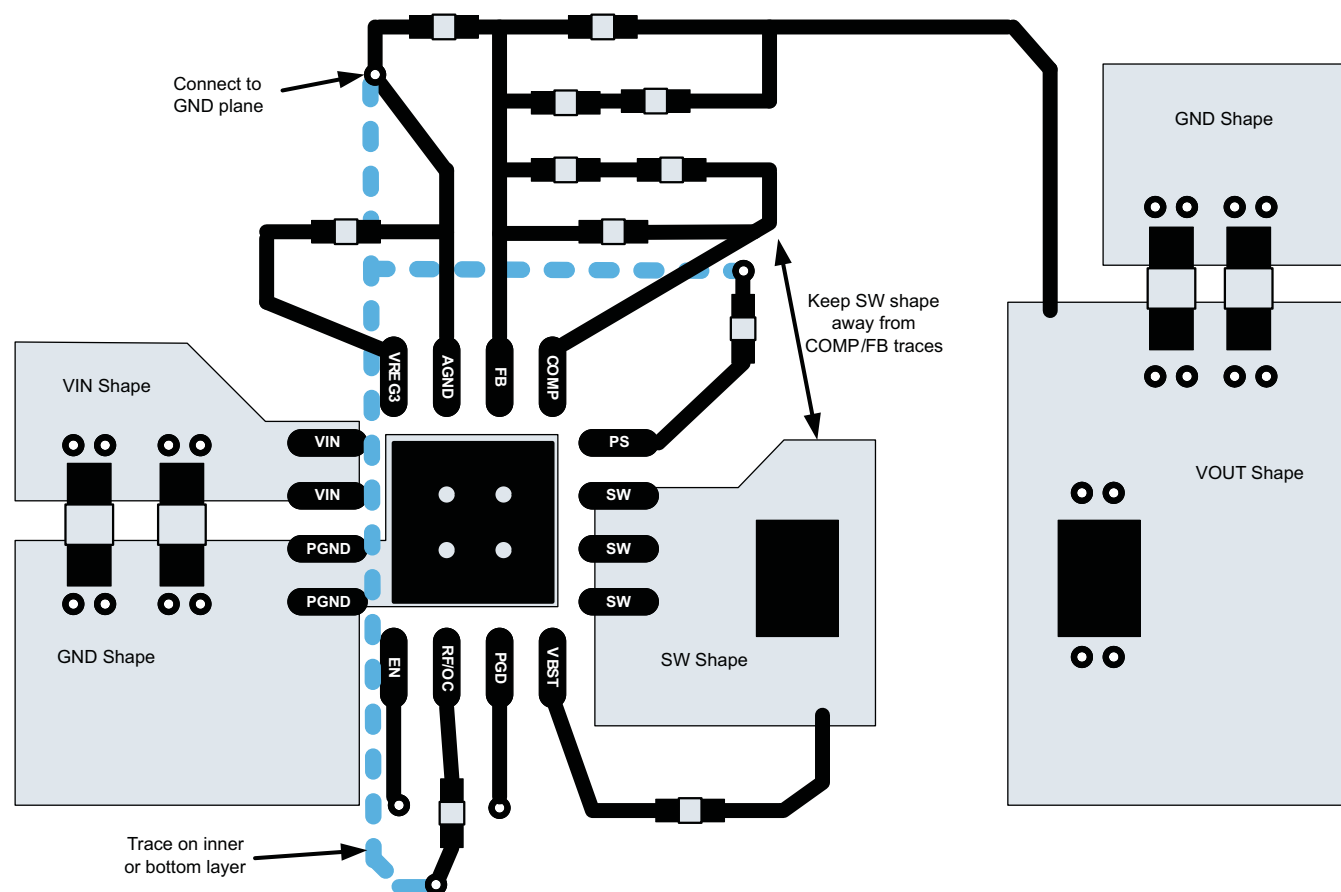 Connect to
GND plane
GND Shape
Keep SW shape
away from
COMP/FB traces
VREG3
AGND
FB
COMP
VIN Shape
VIN
PS
VIN
SW
VOUT Shape
PGND
SW
PGND
SW
GND Shape
EN
RF/OC
PGD
VBST
SW Shape
Trace on inner
or bottom layer